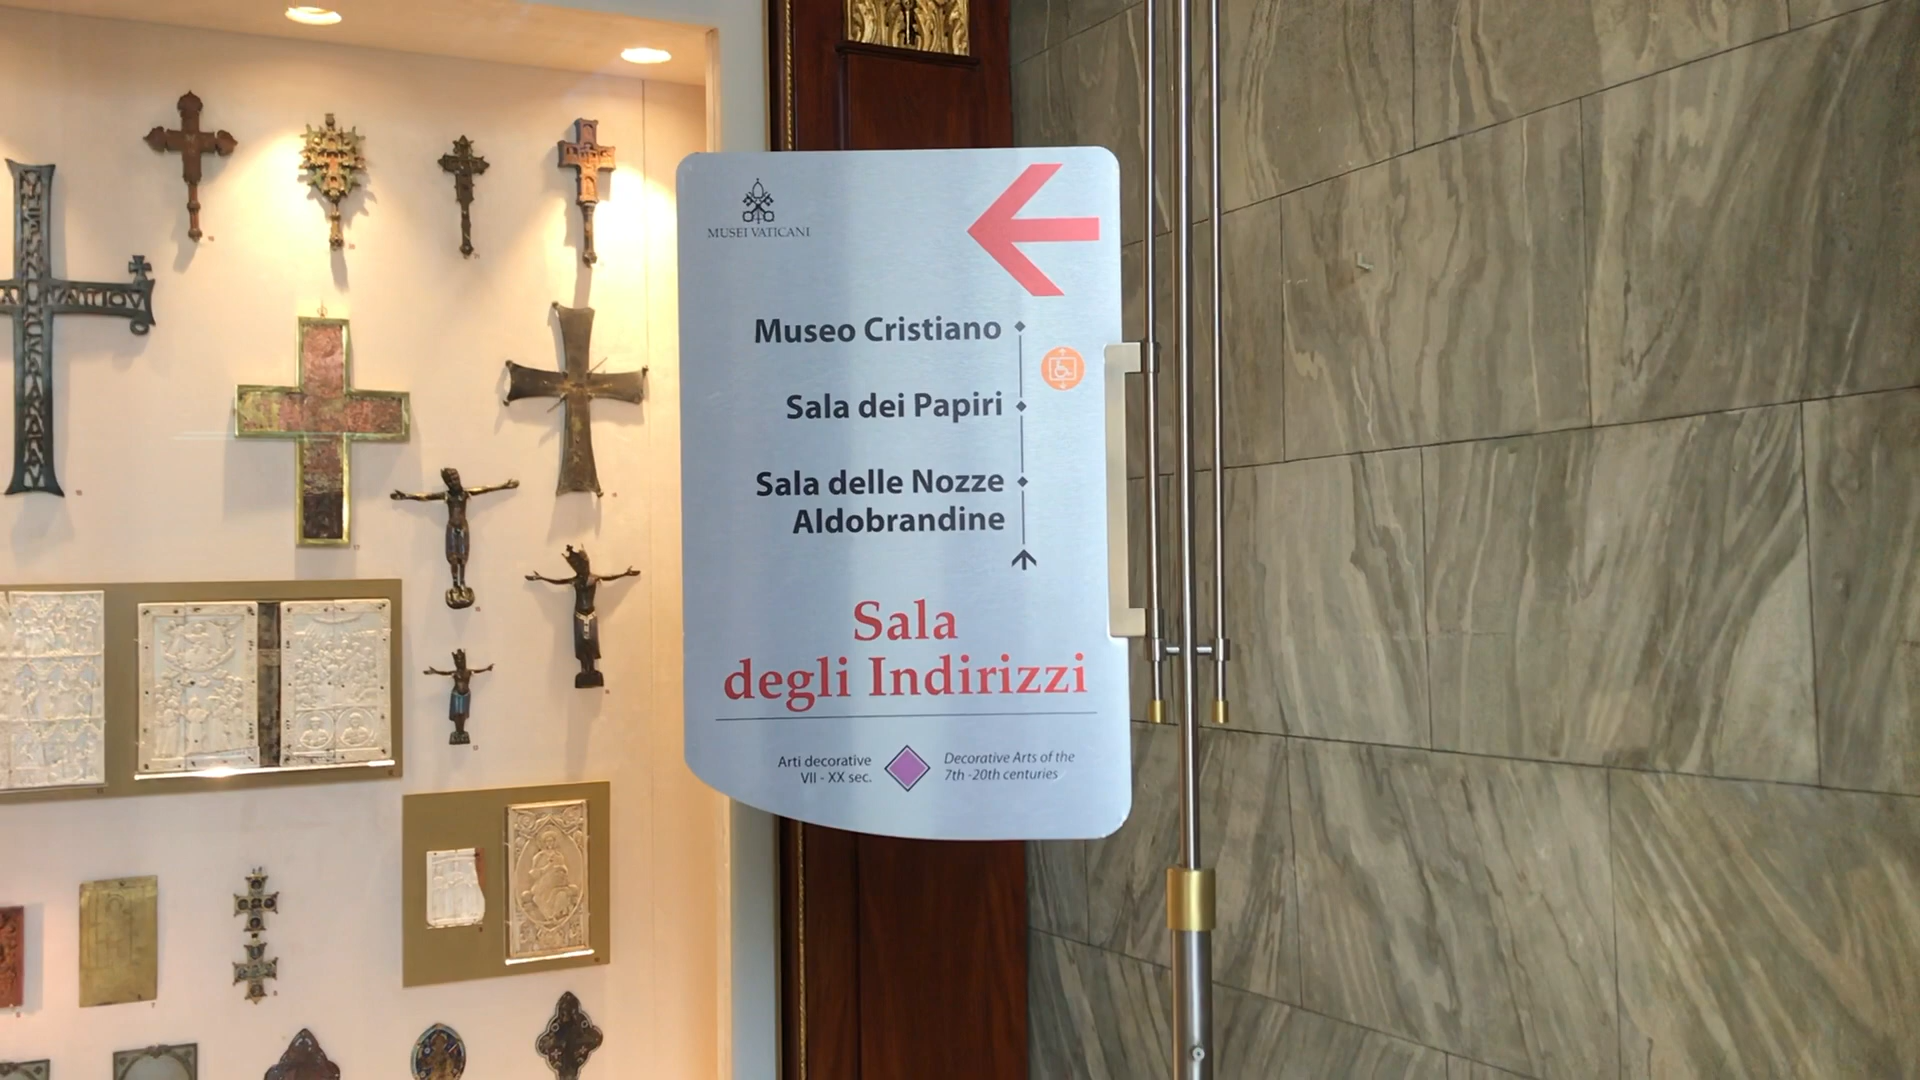 MUSEI VATICANI
Museo Cristiano
Sala dei Papiri
Sala delle Nozze
Aldobrandine
Sala
degli Indirizzi
Arti decorative
VII - XX sec.
Decorative Arts of the
7th -20th centuries